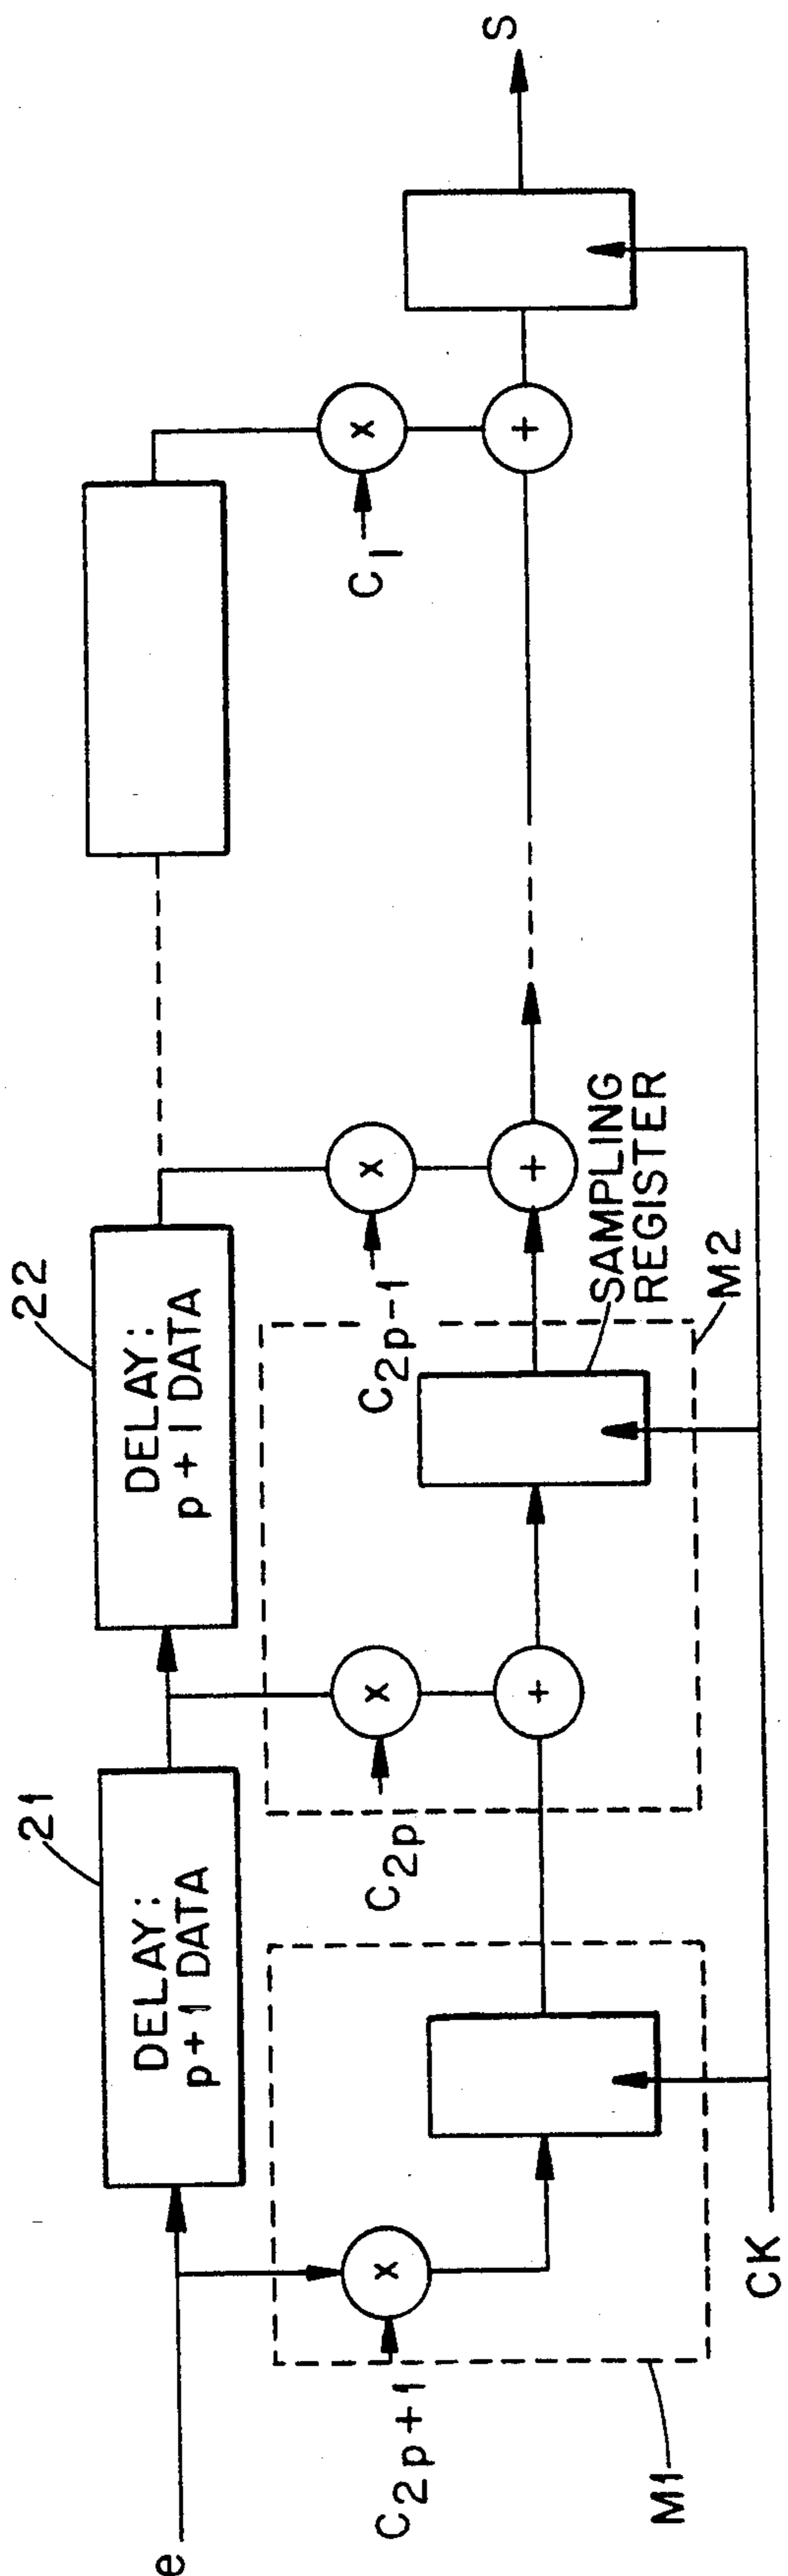 e
21
DELAY:
p+1 DATA
22
DELAY:
p+1 DATA
x
C2p+1
x
C2p
+
x
C2p-1
+
x
C1
+
S
SAMPLING
REGISTER
M1
M2
CK